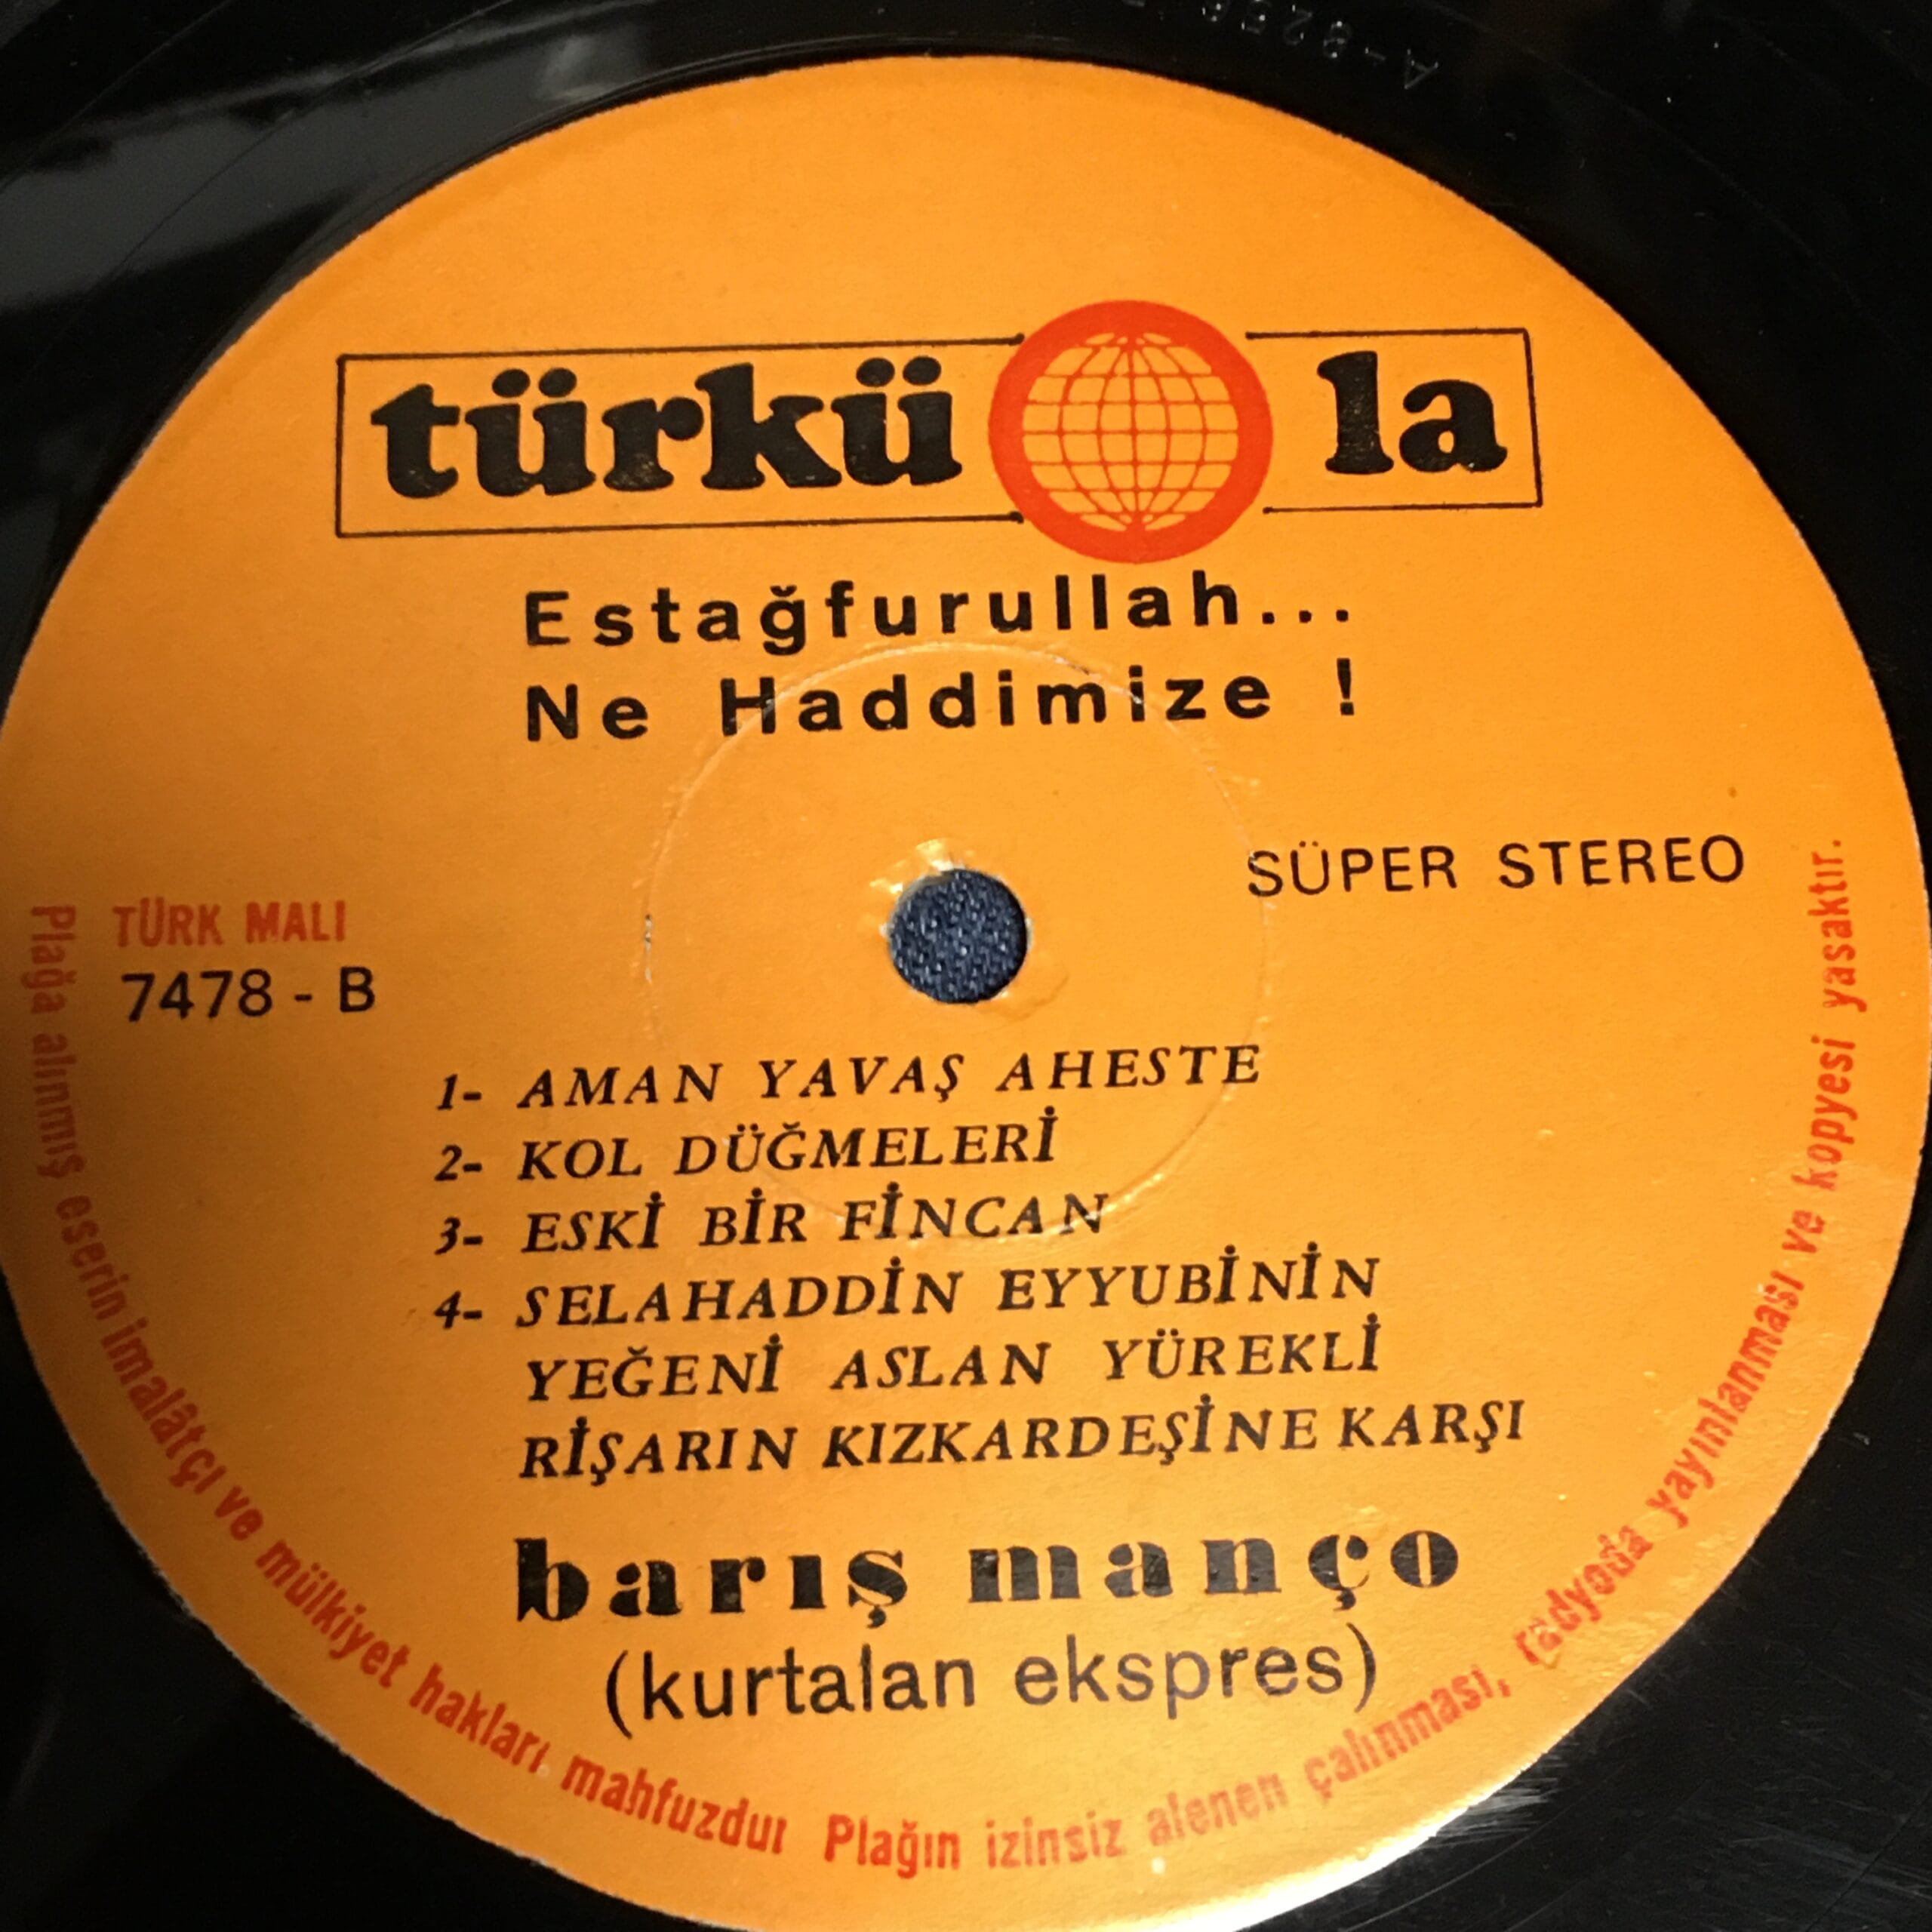 türkü la
Estağfurullah...
Ne Haddimize !
SÜPER STEREO
TÜRK MALI
7478 - B
1- AMAN YAVAŞ AHESTE
2- KOL DÜĞMELERİ
3- ESKİ BİR FİNCAN
4- SELAHADDİN EYYUBİNİN
YEĞENİ ASLAN YÜREKLİ
RİŞARIN KIZKARDEŞİNE KARŞI
barış manço
(kurtalan ekspres)
Plağa alınmış eserin imalâtçı ve mülkiyet hakları mahfuzdur Plağın izinsiz alenen çalınması, radyoda yayınlanması ve kopyesi yasaktır.